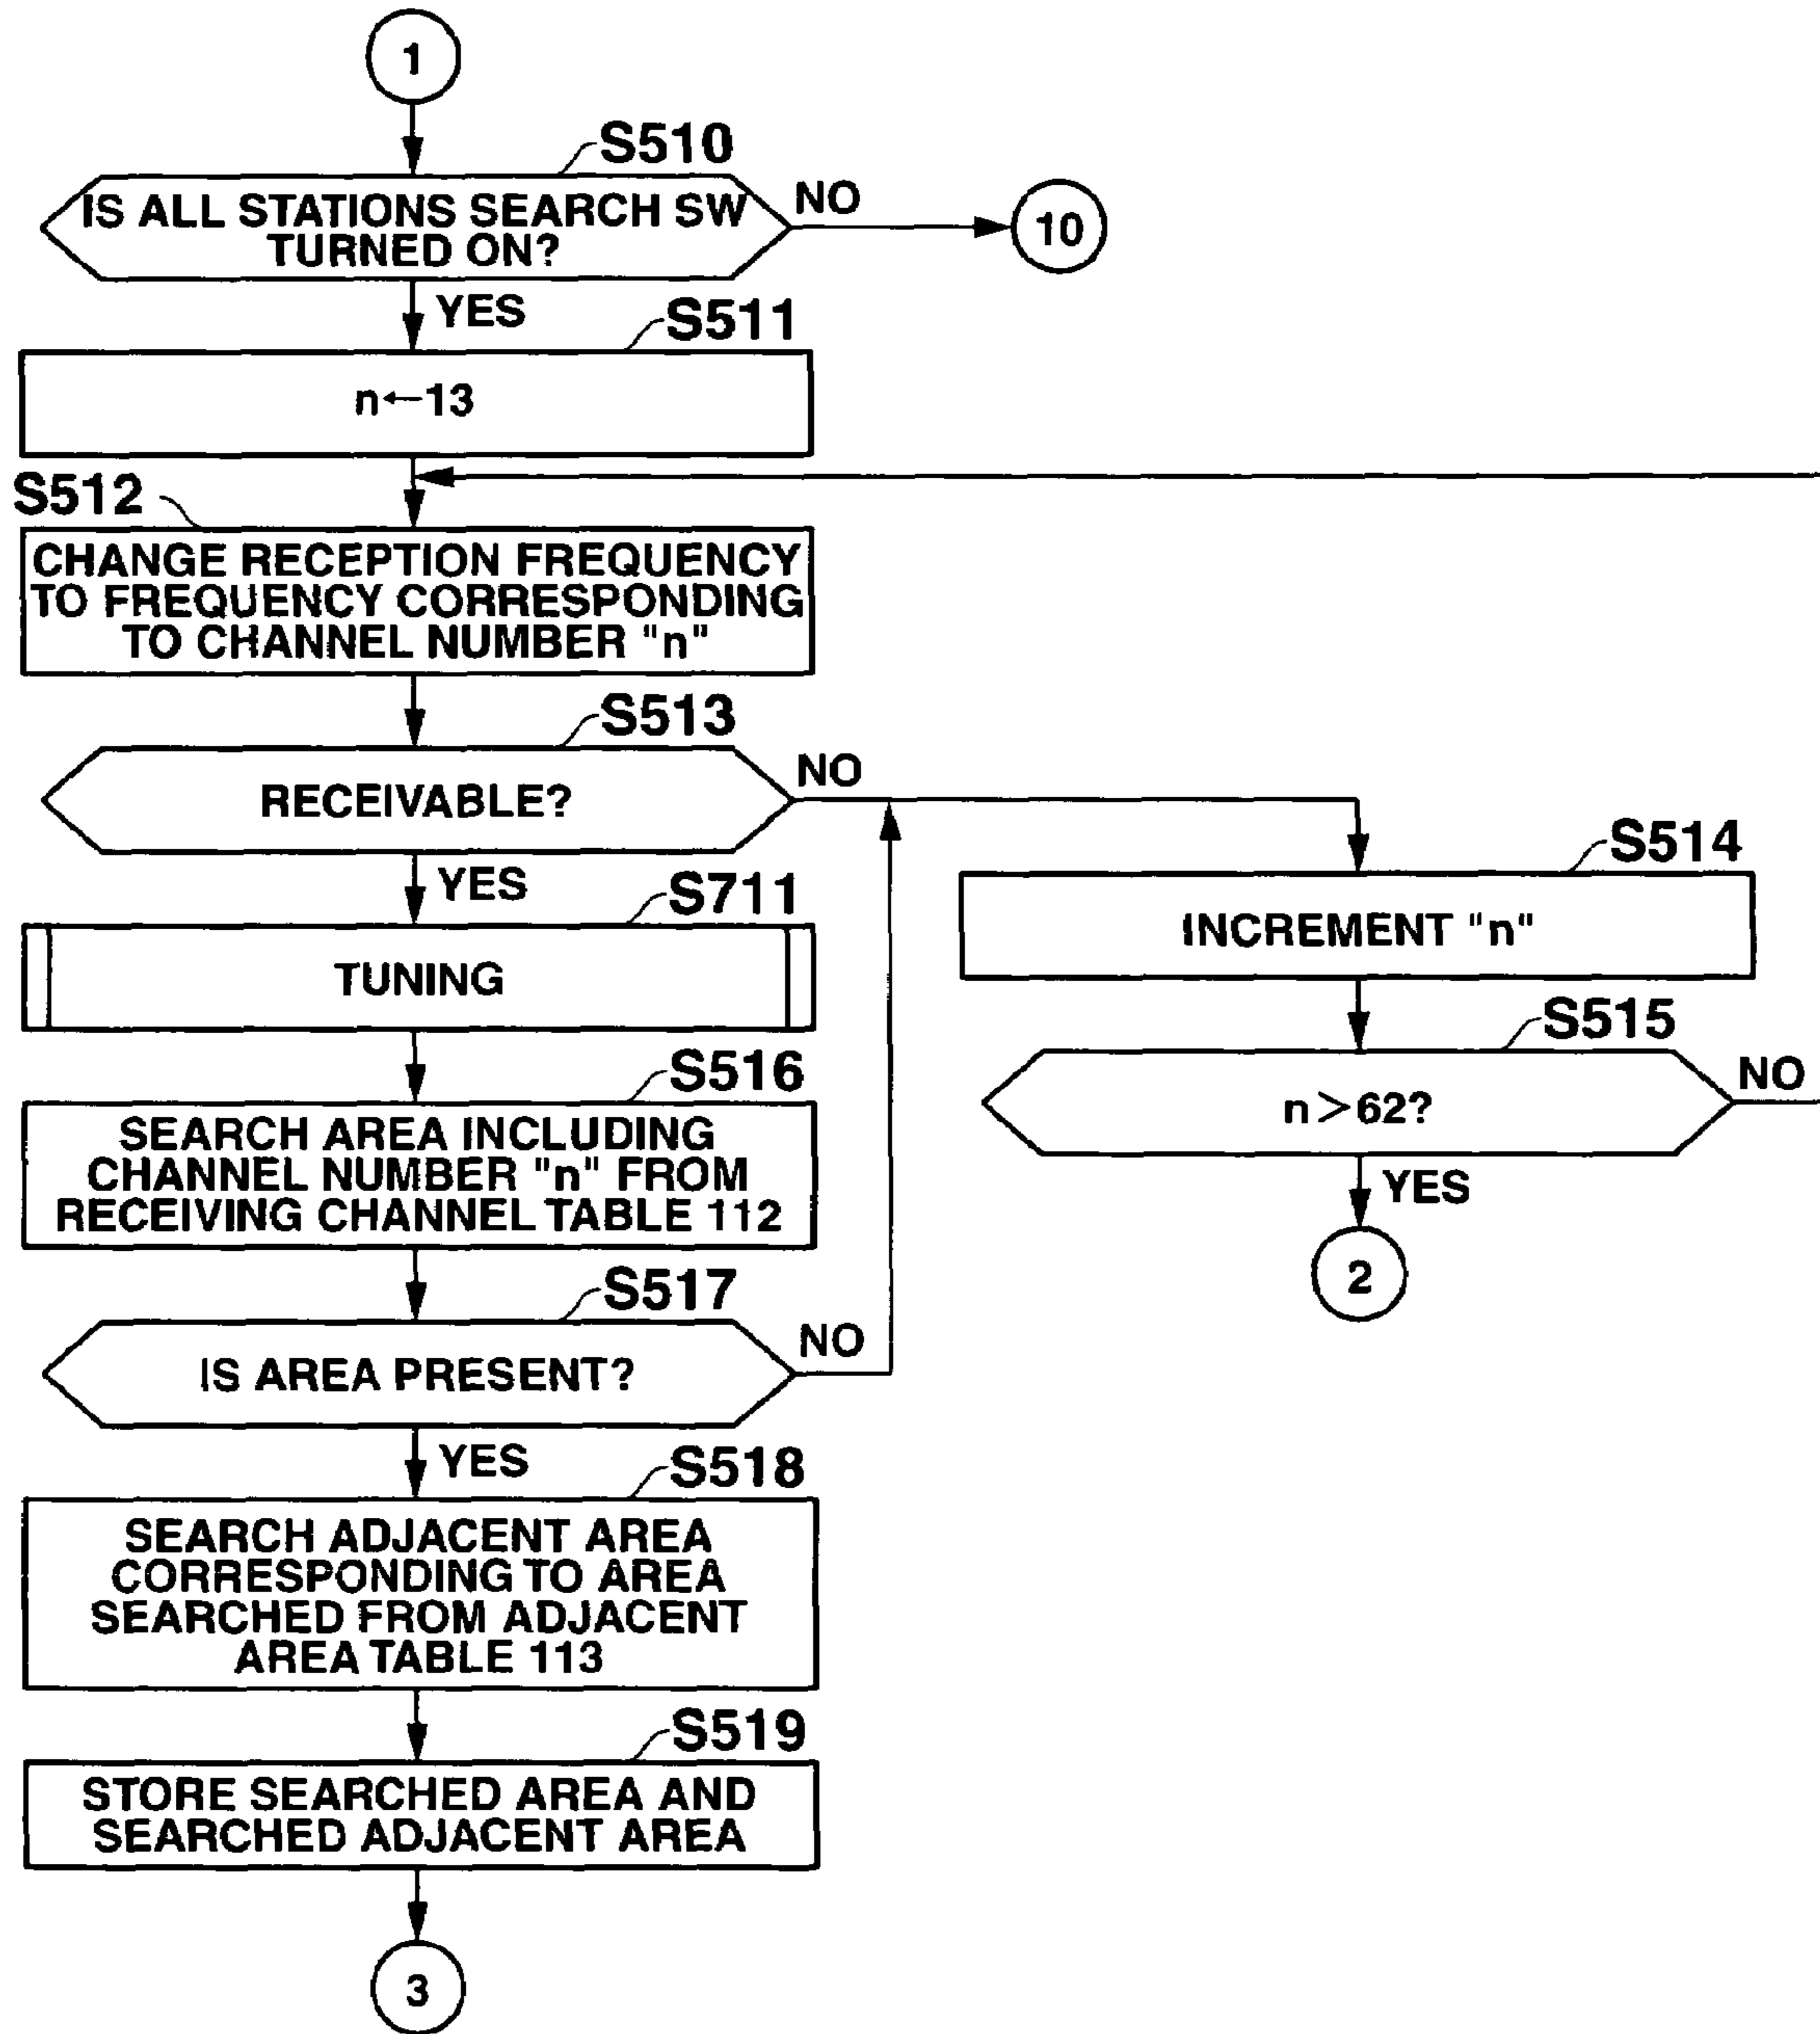 1
S510
IS ALL STATIONS SEARCH SW
TURNED ON?
NO
10
YES
S511
n←13
S512
CHANGE RECEPTION FREQUENCY
TO FREQUENCY CORRESPONDING
TO CHANNEL NUMBER "n"
S513
RECEIVABLE?
NO
YES
S711
TUNING
S514
INCREMENT "n"
S515
n>62?
NO
YES
2
S516
SEARCH AREA INCLUDING
CHANNEL NUMBER "n" FROM
RECEIVING CHANNEL TABLE 112
S517
IS AREA PRESENT?
NO
YES
S518
SEARCH ADJACENT AREA
CORRESPONDING TO AREA
SEARCHED FROM ADJACENT
AREA TABLE 113
S519
STORE SEARCHED AREA AND
SEARCHED ADJACENT AREA
3